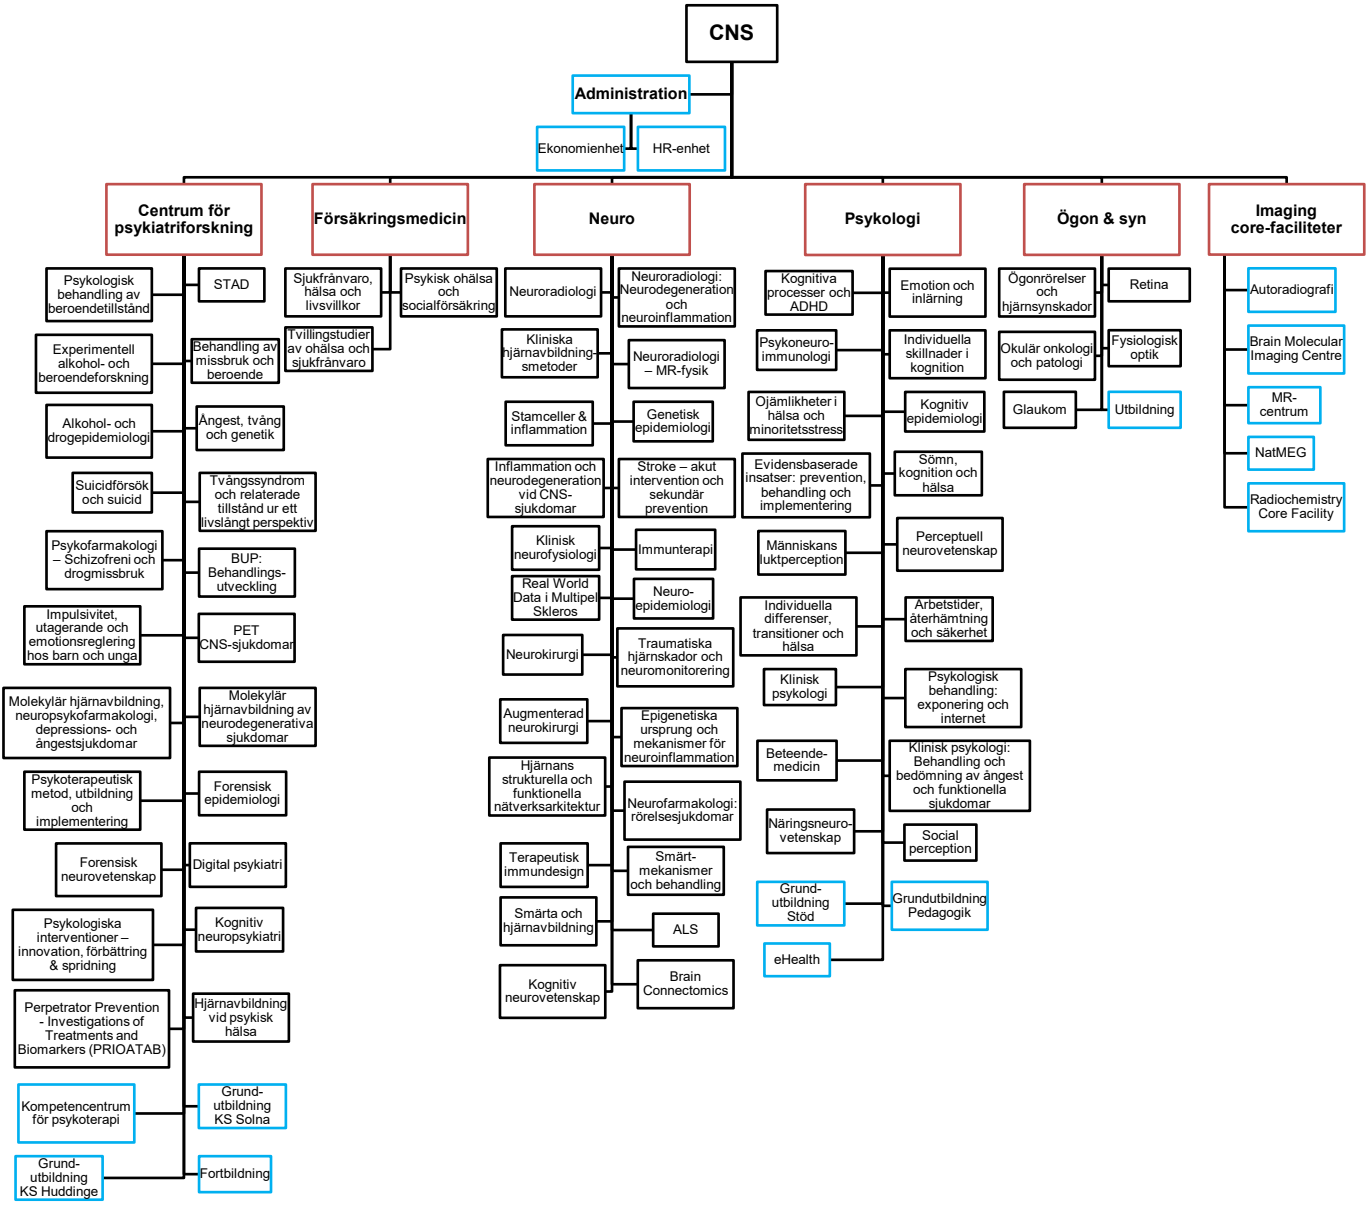 CNS
Administration
Ekonomienhet
HR-enhet
Centrum för
psykiatriforskning
Psykologisk
behandling av
beroendetillstånd
STAD
Experimentell
alkohol- och
beroendeforskning
Behandling av
missbruk och
beroende
Alkohol- och
drogepidemiologi
Ångest, tvång
och genetik
Suicidförsök
och suicid
Tvångssyndrom
och relaterade
tillstånd ur ett
livslångt perspektiv
Psykofarmakologi
– Schizofreni och
drogmissbruk
BUP:
Behandlings-
utveckling
Impulsivitet,
utagerande och
emotionsreglering
hos barn och unga
PET
CNS-sjukdomar
Molekylär hjärnavbildning,
neuropsykofarmakologi,
depressions- och
ångestsjukdomar
Molekylär
hjärnavbildning av
neurodegenerativa
sjukdomar
Psykoterapeutisk
metod, utbildning
och
implementering
Forensisk
epidemiologi
Forensisk
neurovetenskap
Digital psykiatri
Psykologiska
interventioner –
innovation, förbättring
& spridning
Kognitiv
neuropsykiatri
Perpetrator Prevention
- Investigations of
Treatments and
Biomarkers (PRIOATAB)
Hjärnavbildning
vid psykisk
hälsa
Kompetencentrum
för psykoterapi
Grund-
utbildning
KS Solna
Grund-
utbildning
KS Huddinge
Fortbildning
Försäkringsmedicin
Sjukfrånvaro,
hälsa och
livsvillkor
Psykisk ohälsa
och
socialförsäkring
Tvillingstudier
av ohälsa och
sjukfrånvaro
Neuro
Neuroradiologi
Neuroradiologi:
Neurodegeneration
och
neuroinflammation
Kliniska
hjärnavbildning-
smetoder
Neuroradiologi
– MR-fysik
Stamceller &
inflammation
Genetisk
epidemiologi
Inflammation och
neurodegeneration
vid CNS-
sjukdomar
Stroke – akut
intervention och
sekundär
prevention
Klinisk
neurofysiologi
Immunterapi
Real World
Data i Multipel
Skleros
Neuro-
epidemiologi
Neurokirurgi
Traumatiska
hjärnskador och
neuromonitorering
Augmenterad
neurokirurgi
Epigenetiska
ursprung och
mekanismer för
neuroinflammation
Hjärnans
strukturella och
funktionella
nätverksarkitektur
Neurofarmakologi:
rörelsesjukdomar
Terapeutisk
immundesign
Smärt-
mekanismer
och behandling
Smärta och
hjärnavbildning
ALS
Kognitiv
neurovetenskap
Brain
Connectomics
Psykologi
Kognitiva
processer och
ADHD
Emotion och
inlärning
Psykoneuro-
immunologi
Individuella
skillnader i
kognition
Ojämlikheter i
hälsa och
minoritetsstress
Kognitiv
epidemiologi
Evidensbaserade
insatser: prevention,
behandling och
implementering
Sömn,
kognition och
hälsa
Människans
luktperception
Perceptuell
neurovetenskap
Individuella
differenser,
transitioner och
hälsa
Arbetstider,
återhämtning
och säkerhet
Klinisk
psykologi
Psykologisk
behandling:
exponering och
internet
Beteende-
medicin
Klinisk psykologi:
Behandling och
bedömning av ångest
och funktionella
sjukdomar
Näringsneuro-
vetenskap
Social
perception
Grund-
utbildning
Stöd
Grundutbildning
Pedagogik
eHealth
Ögon & syn
Ögonrörelser
och
hjärnsynskador
Retina
Okulär onkologi
och patologi
Fysiologisk
optik
Glaukom
Utbildning
Imaging
core-faciliteter
Autoradiografi
Brain Molecular
Imaging Centre
MR-
centrum
NatMEG
Radiochemistry
Core Facility